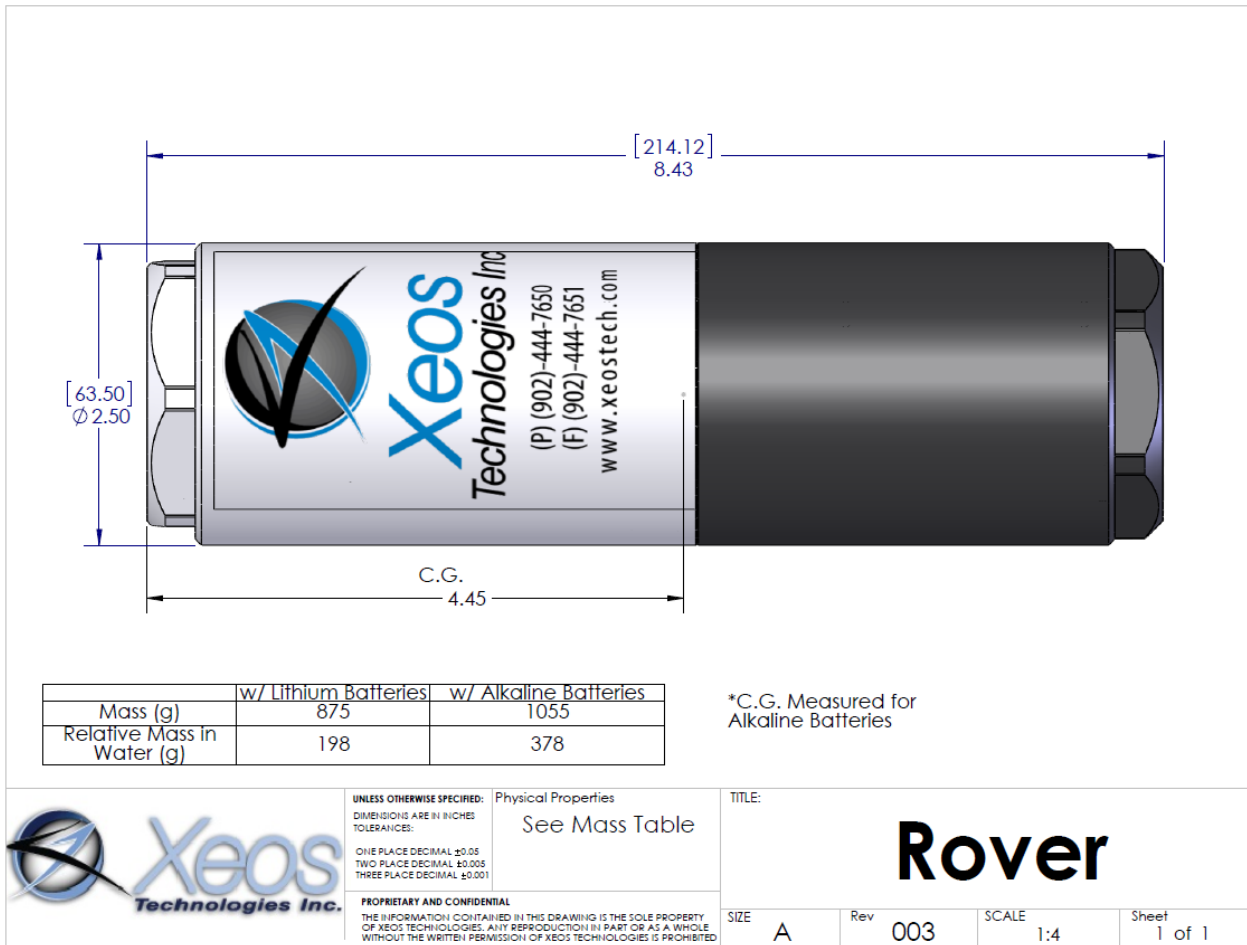 [214.12]
8.43
[63.50]
Ø2.50
Xeos
Technologies Inc
(P) (902)-444-7650
(F) (902)-444-7651
www.xeostech.com
C.G.
4.45
w/ Lithium Batteries w/ Alkaline Batteries
Mass (g) 875 1055
Relative Mass in
Water (g) 198 378
*C.G. Measured for
Alkaline Batteries
Xeos
Technologies Inc.
UNLESS OTHERWISE SPECIFIED:
DIMENSIONS ARE IN INCHES
TOLERANCES:
ONE PLACE DECIMAL ±0.05
TWO PLACE DECIMAL ±0.005
THREE PLACE DECIMAL ±0.001
Physical Properties
See Mass Table
PROPRIETARY AND CONFIDENTIAL
THE INFORMATION CONTAINED IN THIS DRAWING IS THE SOLE PROPERTY
OF XEOS TECHNOLOGIES. ANY REPRODUCTION IN PART OR AS A WHOLE
WITHOUT THE WRITTEN PERMISSION OF XEOS TECHNOLOGIES IS PROHIBITED
TITLE:
Rover
SIZE
A
Rev
003
SCALE
1:4
Sheet
1 of 1